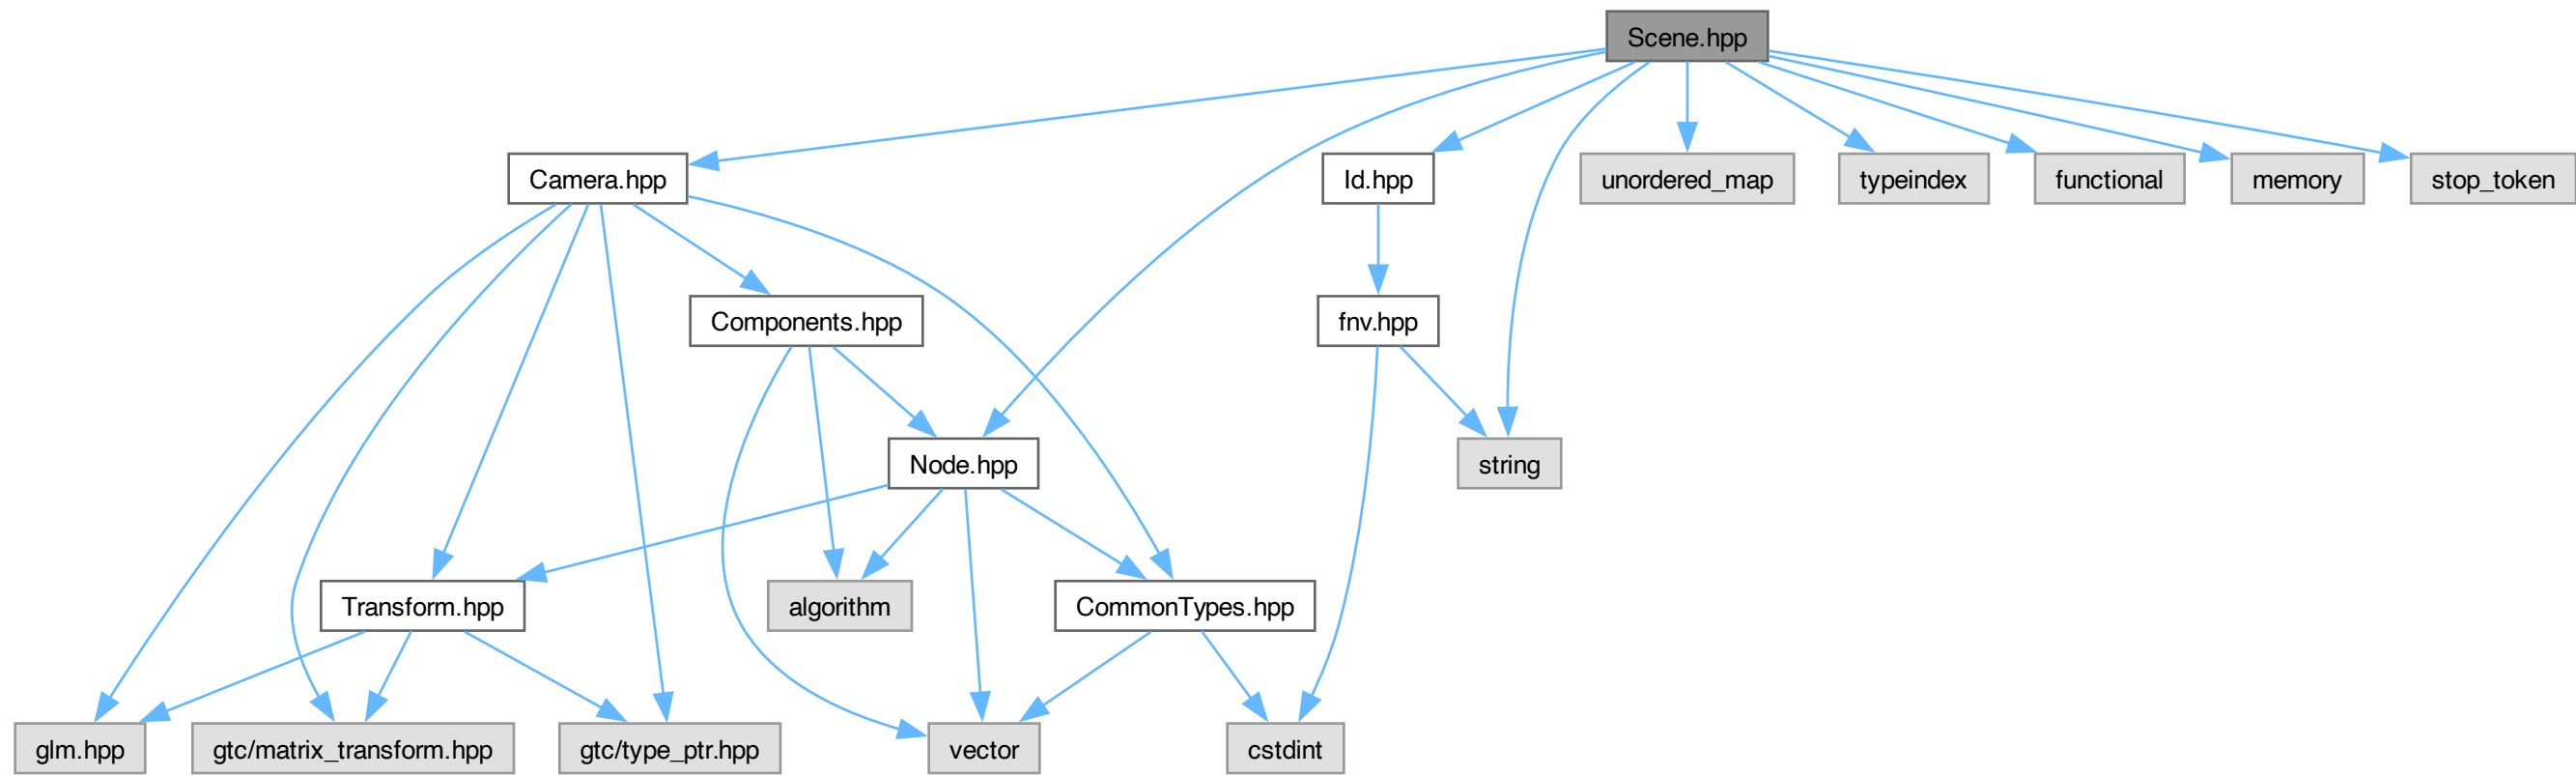 Scene.hpp
Camera.hpp
Id.hpp
unordered_map
typeindex
functional
memory
stop_token
Components.hpp
fnv.hpp
Node.hpp
string
Transform.hpp
algorithm
CommonTypes.hpp
glm.hpp
gtc/matrix_transform.hpp
gtc/type_ptr.hpp
vector
cstdint